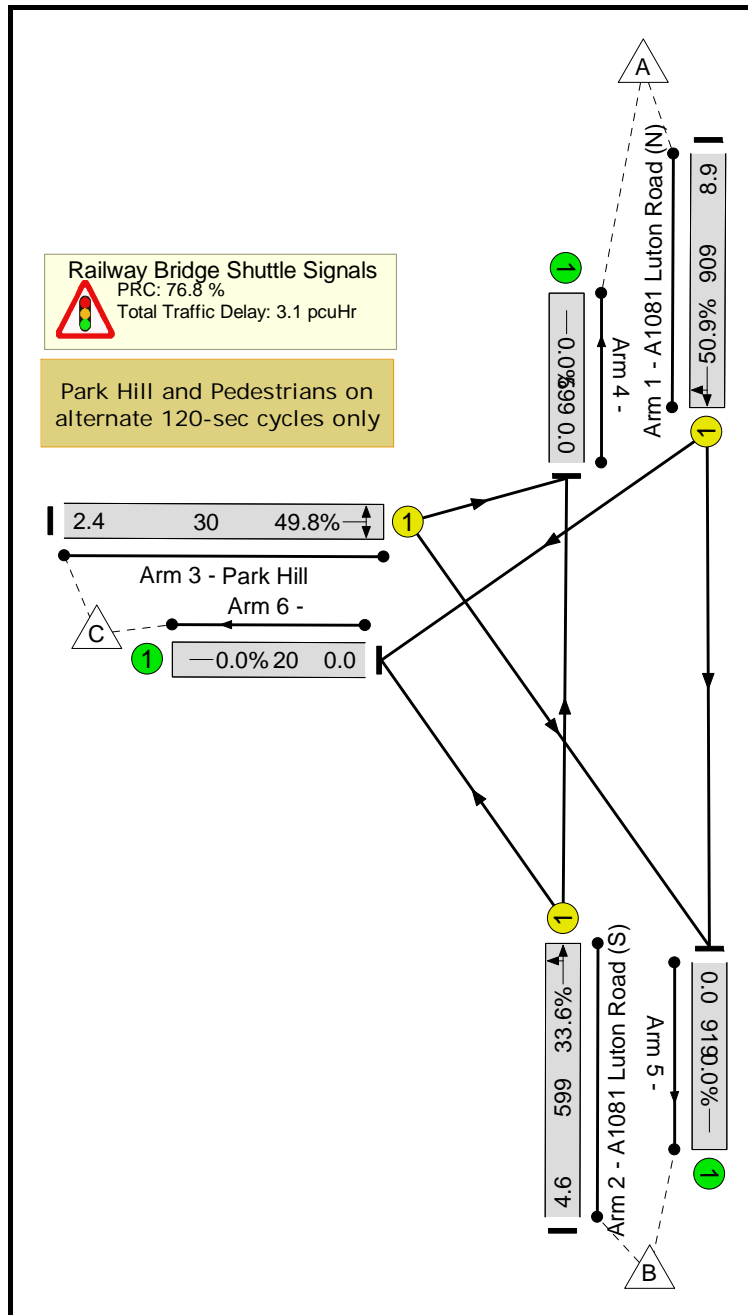 A
Arm 1 - A1081 Luton Road (N)
8.9 909 50.9%
1
Railway Bridge Shuttle Signals
PRC: 76.8 %
Total Traffic Delay: 3.1 pcuHr
Park Hill and Pedestrians on
alternate 120-sec cycles only
1
0.0% 599 0.0
Arm 4 -
2.4 30 49.8%
1
Arm 3 - Park Hill
Arm 6 -
C
1
0.0% 20 0.0
1
4.6 599 33.6%
Arm 2 - A1081 Luton Road (S)
Arm 5 -
0.0 919 0.0%
1
B